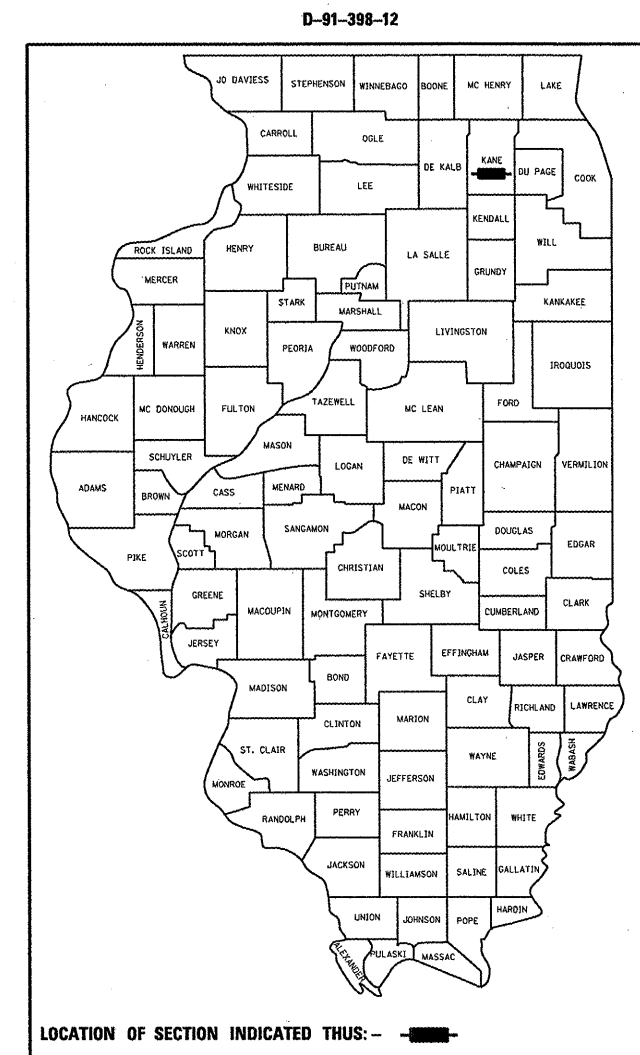 D-91-398-12
JO DAVIESS
STEPHENSON
WINNEBAGO
BOONE
MC HENRY
LAKE
CARROLL
OGLE
DE KALB
KANE
DU PAGE
COOK
WHITESIDE
LEE
KENDALL
WILL
ROCK ISLAND
HENRY
BUREAU
LA SALLE
GRUNDY
MERCER
PUTNAM
KANKAKEE
STARK
MARSHALL
HENDERSON
WARREN
KNOX
PEORIA
WOODFORD
LIVINGSTON
IROQUOIS
HANCOCK
MC DONOUGH
FULTON
TAZEWELL
MC LEAN
FORD
SCHUYLER
MASON
LOGAN
DE WITT
CHAMPAIGN
VERMILION
ADAMS
BROWN
CASS
MENARD
MACON
PIATT
PIKE
SCOTT
MORGAN
SANGAMON
CHRISTIAN
MOULTRIE
DOUGLAS
EDGAR
COLES
CALHOUN
GREENE
MACOUPIN
MONTGOMERY
SHELBY
CUMBERLAND
CLARK
JERSEY
FAYETTE
EFFINGHAM
JASPER
CRAWFORD
MADISON
BOND
CLAY
RICHLAND
LAWRENCE
CLINTON
MARION
ST. CLAIR
WAYNE
EDWARDS
WABASH
MONROE
WASHINGTON
JEFFERSON
RANDOLPH
PERRY
HAMILTON
WHITE
FRANKLIN
JACKSON
WILLIAMSON
SALINE
GALLATIN
UNION
JOHNSON
POPE
HARDIN
ALEXANDER
PULASKI
MASSAC
LOCATION OF SECTION INDICATED THUS: -